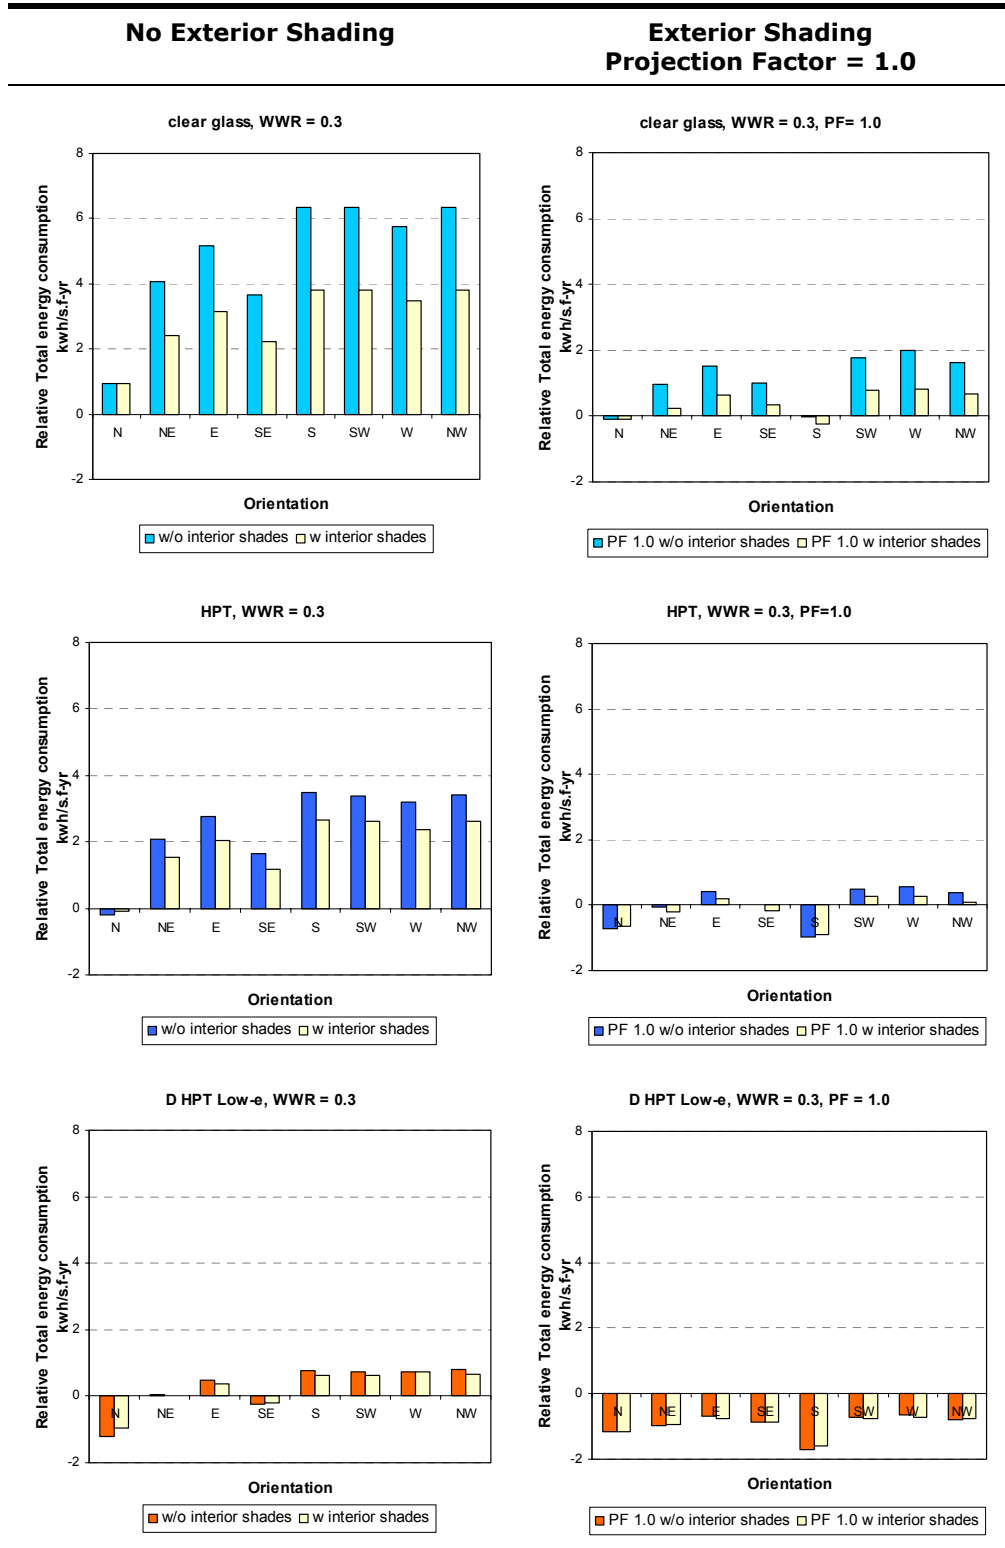 No Exterior Shading
Exterior Shading
Projection Factor = 1.0
clear glass, WWR = 0.3
Relative Total energy consumption
kwh/s.f-yr
8
6
4
2
0
-2
N NE E SE S SW W NW
Orientation
w/o interior shades w interior shades
clear glass, WWR = 0.3, PF= 1.0
Relative Total energy consumption
kwh/s.f-yr
8
6
4
2
0
-2
N NE E SE S SW W NW
Orientation
PF 1.0 w/o interior shades PF 1.0 w interior shades
HPT, WWR = 0.3
Relative Total energy consumption
kwh/s.f-yr
8
6
4
2
0
-2
N NE E SE S SW W NW
Orientation
w/o interior shades w interior shades
HPT, WWR = 0.3, PF=1.0
Relative Total energy consumption
kwh/s.f-yr
8
6
4
2
0
-2
N NE E SE S SW W NW
Orientation
PF 1.0 w/o interior shades PF 1.0 w interior shades
D HPT Low-e, WWR = 0.3
Relative Total energy consumption
kwh/s.f-yr
8
6
4
2
0
-2
N NE E SE S SW W NW
Orientation
w/o interior shades w interior shades
D HPT Low-e, WWR = 0.3, PF = 1.0
Relative Total energy consumption
kwh/s.f-yr
8
6
4
2
0
-2
N NE E SE S SW W NW
Orientation
PF 1.0 w/o interior shades PF 1.0 w interior shades